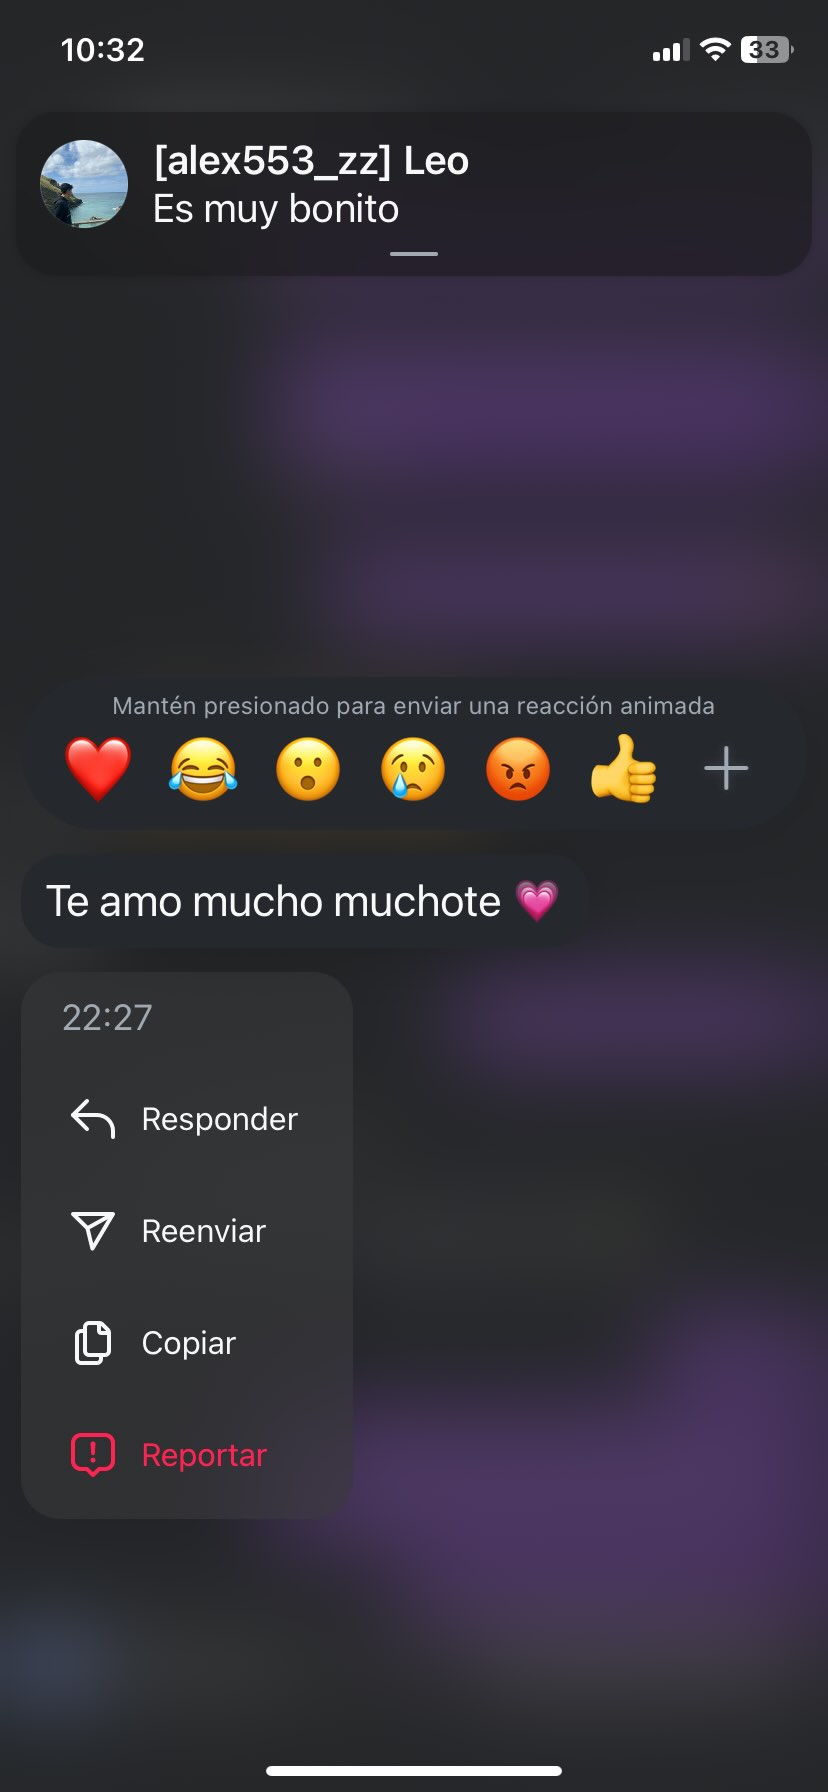 10:32
33
[alex553_zz] Leo
Es muy bonito
Mantén presionado para enviar una reacción animada
Te amo mucho muchote 💗
22:27
Responder
Reenviar
Copiar
Reportar